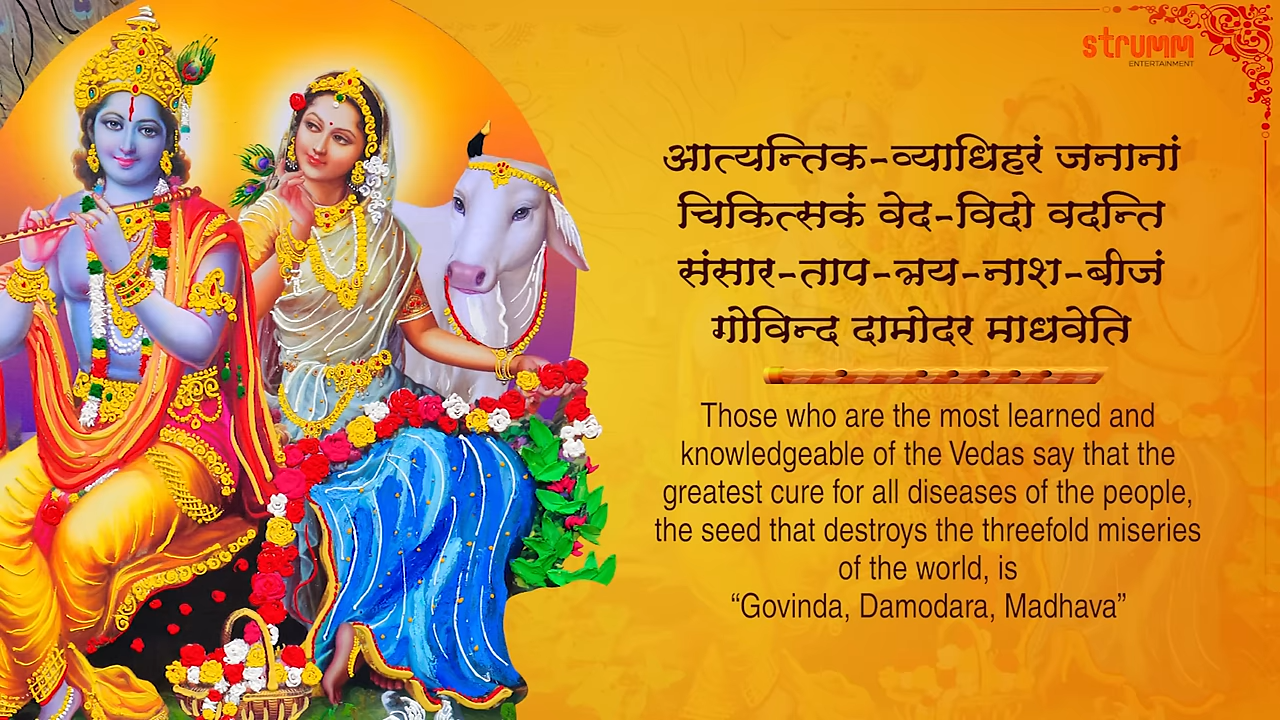 strumm
ENTERTAINMENT
आत्यन्तिक-व्याधिहरं जनानां
चिकित्सकं वेद-विदो वदन्ति
संसार-ताप-त्रय-नाश-बीजं
गोविन्द दामोदर माधवेति
Those who are the most learned and
knowledgeable of the Vedas say that the
greatest cure for all diseases of the people,
the seed that destroys the threefold miseries
of the world, is
“Govinda, Damodara, Madhava”